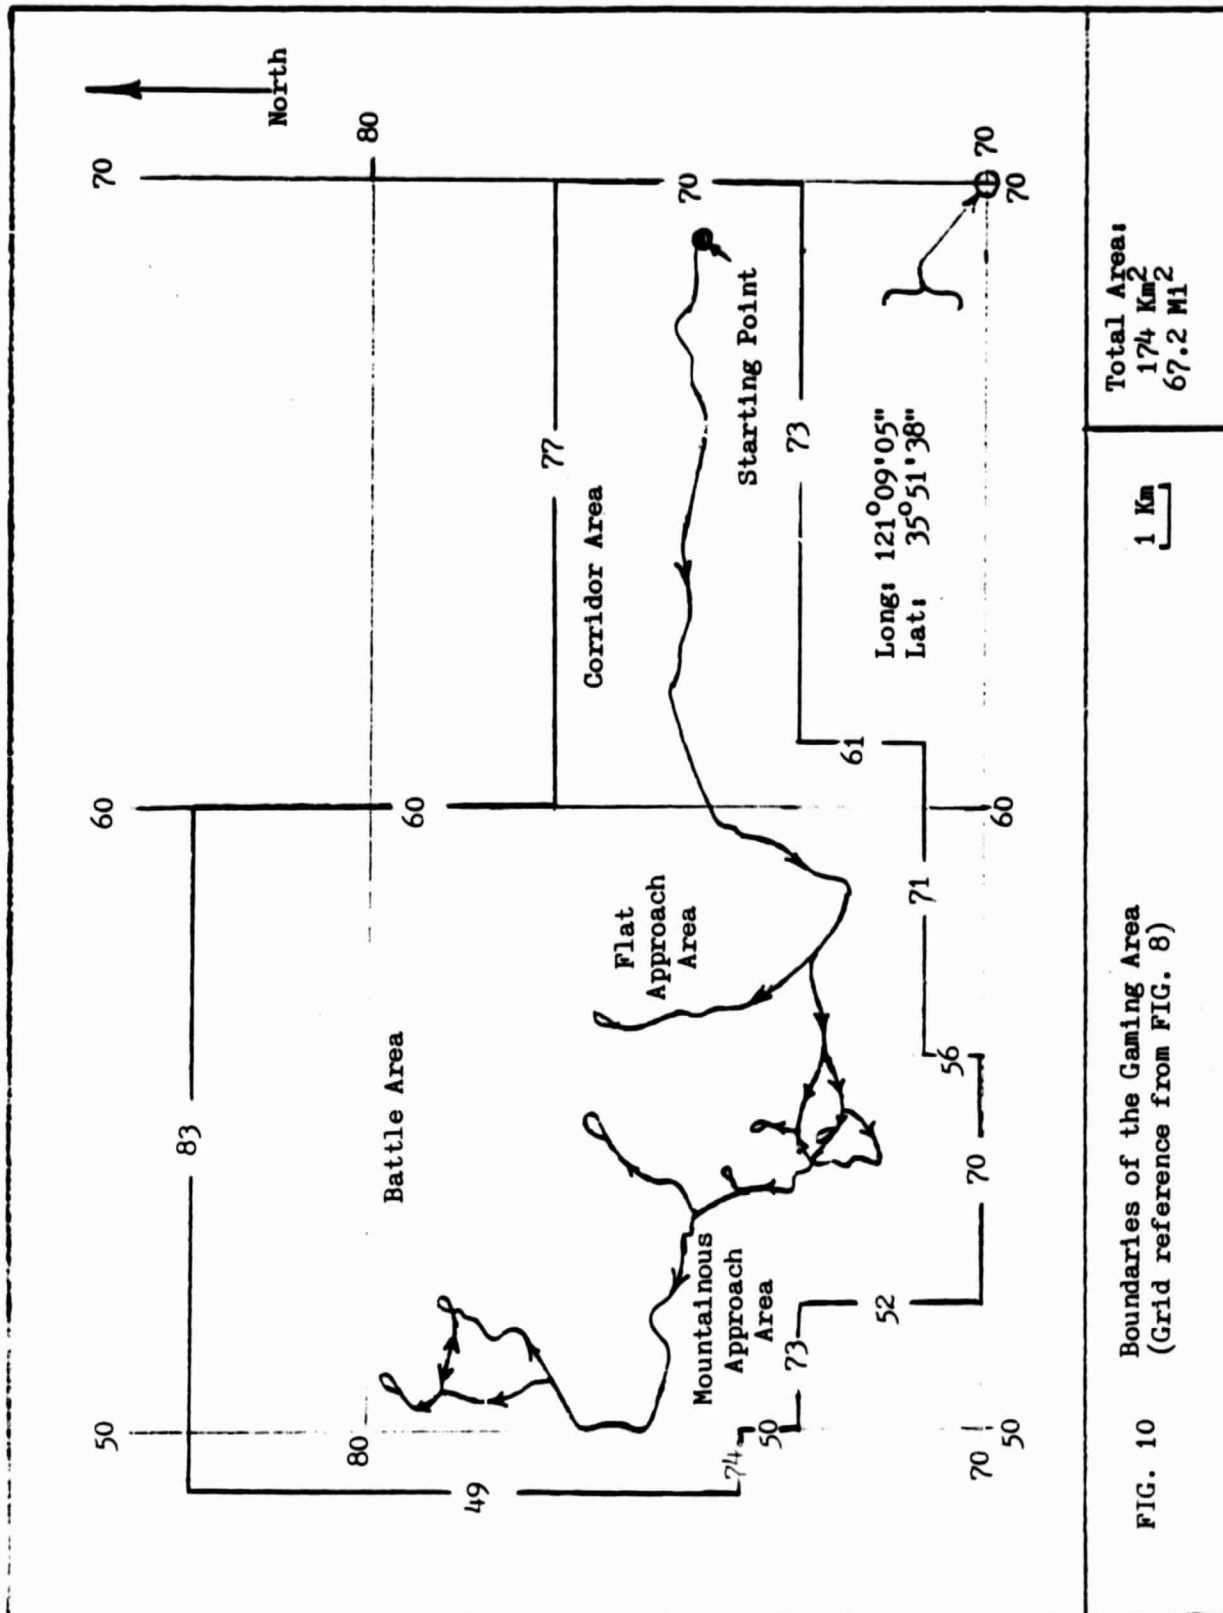 North
70
80
60
50
83
60
80
49
77
Corridor Area
Battle Area
Flat
Approach
Area
70
Starting Point
73
Mountainous
Approach
Area
74
50
73
61
52
71
56
70
Long: 121°09'05"
Lat: 35°51'38"
70
70
60
70
50
FIG. 10 Boundaries of the Gaming Area
(Grid reference from FIG. 8)
1 Km
Total Area:
174 Km2
67.2 Mi2